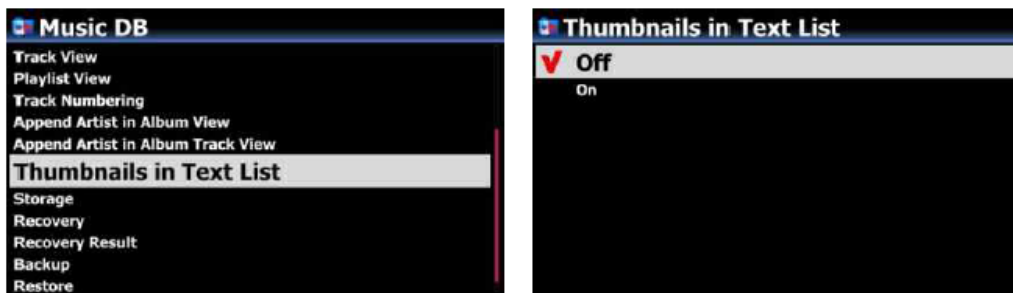 Music DB
Track View
Playlist View
Track Numbering
Append Artist in Album View
Append Artist in Album Track View
Thumbnails in Text List
Storage
Recovery
Recovery Result
Backup
Restore
Thumbnails in Text List
Off
On